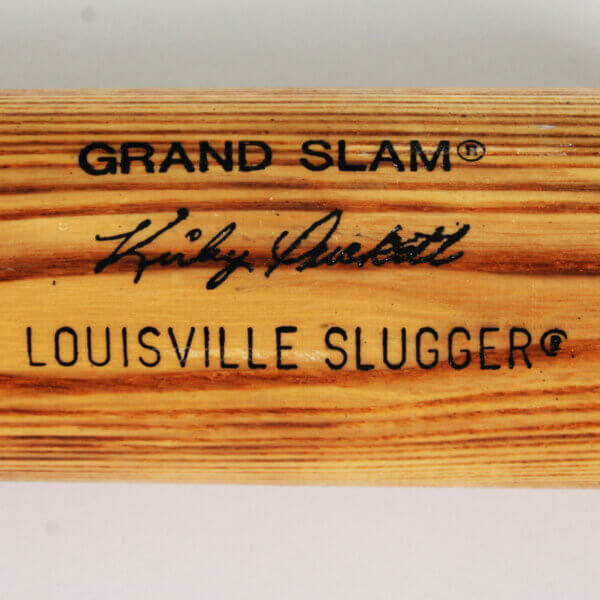 GRAND SLAM®
Kirby Puckett
LOUISVILLE SLUGGER®